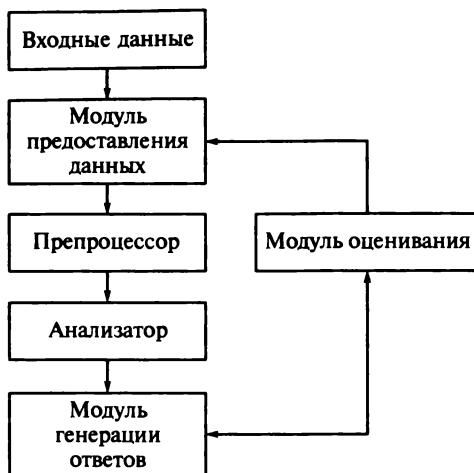 Входные данные
Модуль
предоставления
данных
Препроцессор
Модуль оценивания
Анализатор
Модуль
генерации
ответов